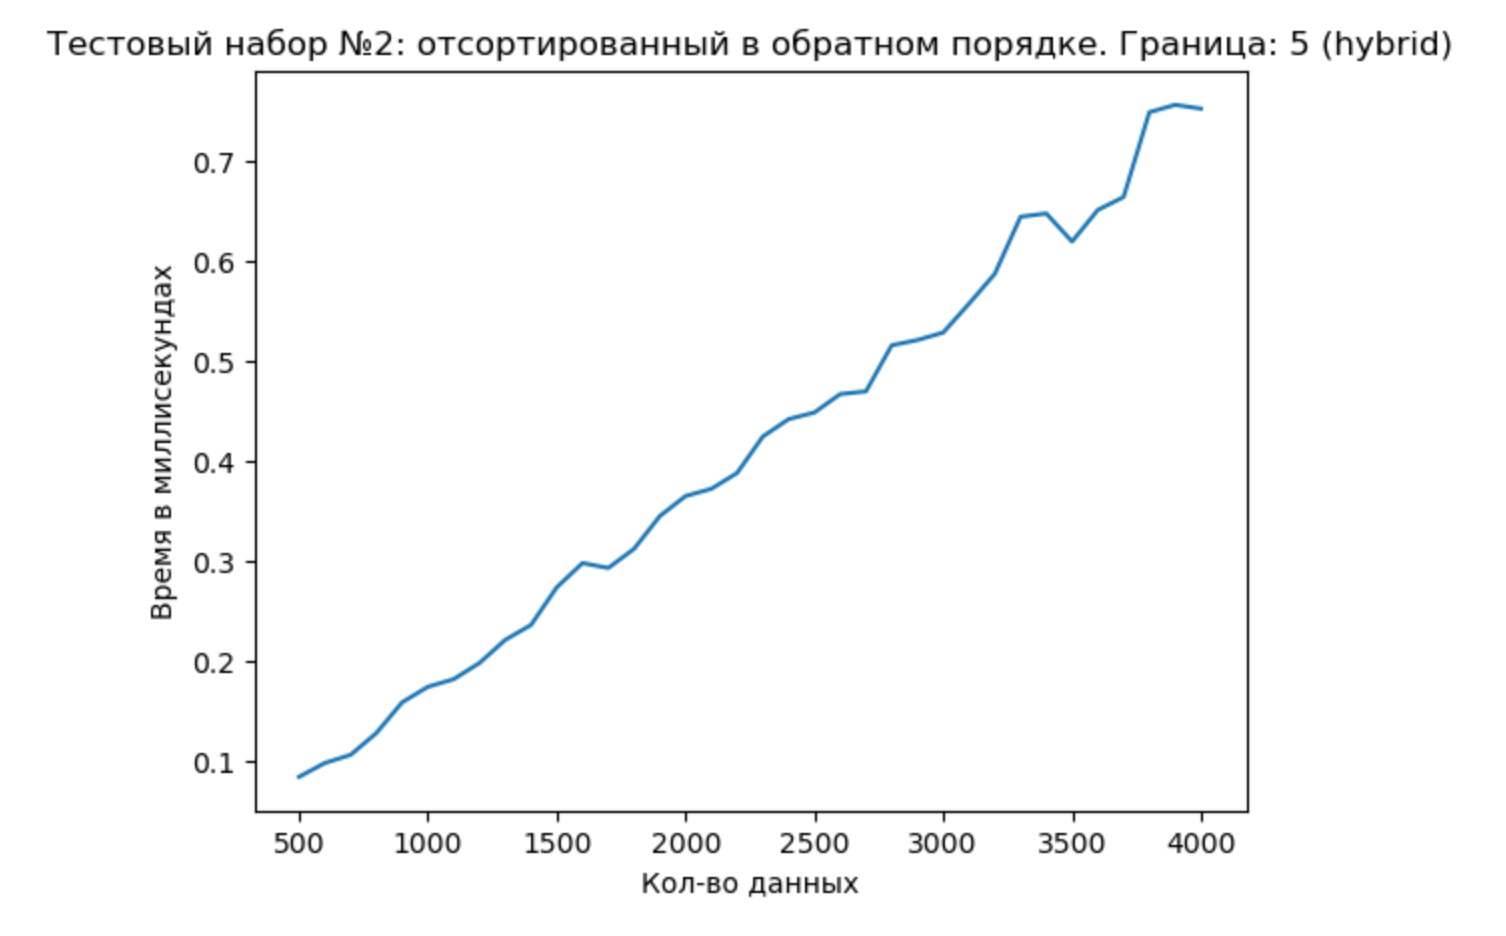 Тестовый набор №2: отсортированный в обратном порядке. Граница: 5 (hybrid)
0.7
0.6
0.5
0.4
0.3
0.2
0.1
Время в миллисекундах
500 1000 1500 2000 2500 3000 3500 4000
Кол-во данных